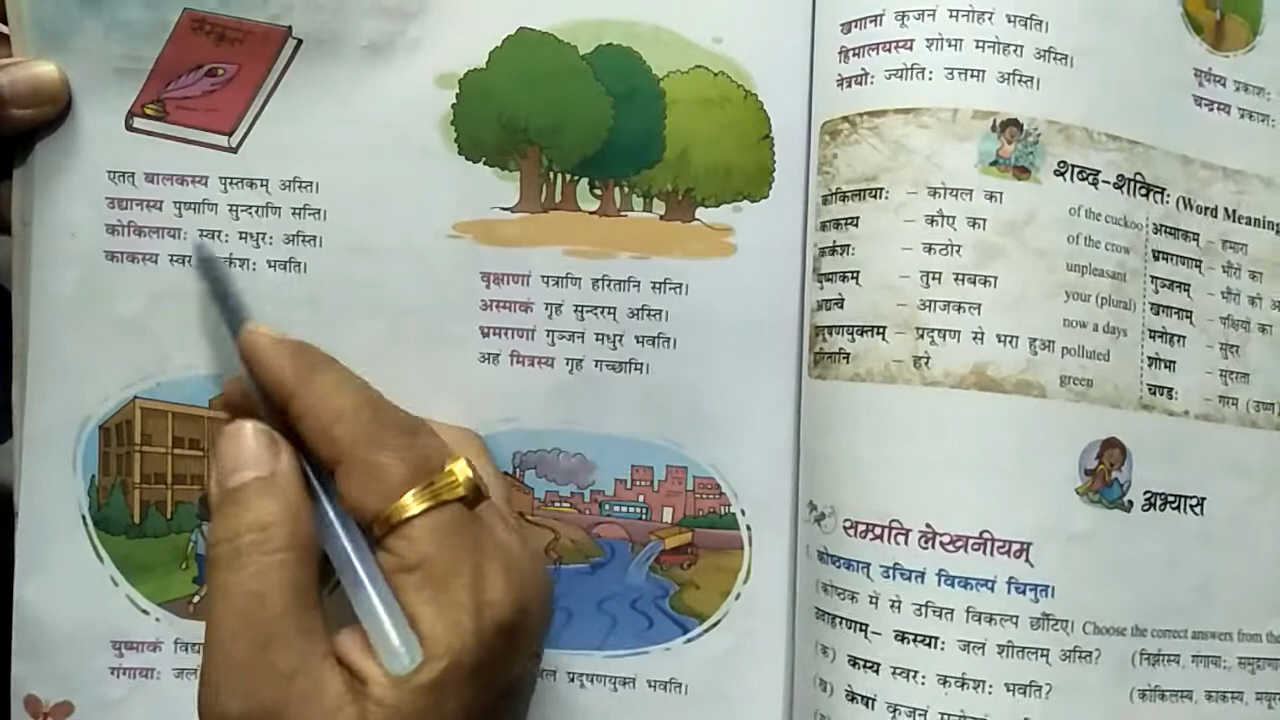 संस्कृत
एतत् बालकस्य पुस्तकम् अस्ति।
उद्यानस्य पुष्पाणि सुन्दराणि सन्ति।
कोकिलायाः स्वरः मधुरः अस्ति।
काकस्य स्वर र्कशः भवति।
वृक्षाणां पत्राणि हरितानि सन्ति।
अस्माकं गृहं सुन्दरम् अस्ति।
भ्रमराणां गुञ्जनं मधुरं भवति।
अहं मित्रस्य गृहं गच्छामि।
युष्माकं विद्या
गंगायाः जलं
जलं प्रदूषणयुक्तं भवति।
खगानां कूजनं मनोहरं भवति।
हिमालयस्य शोभा मनोहरा अस्ति।
नेत्रयोः ज्योतिः उत्तमा अस्ति।
सूर्यस्य प्रकाशः
चन्द्रस्य प्रकाशः
शब्द-शक्तिः (Word Meaning
कोकिलायाः – कोयल का of the cuckoo
काकस्य – कौए का of the crow
कर्कशः – कठोर unpleasant
युष्माकम् – तुम सबका your (plural)
अद्यत्वे – आजकल now a days
प्रदूषणयुक्तम् – प्रदूषण से भरा हुआ polluted
हरितानि – हरे green
अस्माकम् – हमारा
भ्रमराणाम् – भौंरों का
गुञ्जनम् – भौंरों की
खगानाम् – पक्षियों का
मनोहरा – सुंदर
शोभा – सुंदरता
चण्डः – गरम (उष्ण)
अभ्यास
सम्प्रति लेखनीयम्
1. कोष्ठकात् उचितं विकल्पं चिनुत।
(कोष्ठक में से उचित विकल्प छाँटिए। Choose the correct answers from the
उदाहरणम्– कस्याः जलं शीतलम् अस्ति? (निर्झरस्य, गंगायाः, समुद्राणा
(क) कस्य स्वरः कर्कशः भवति? (कोकिलस्य, काकस्य, मयूर
(ख) केषां कूजनं